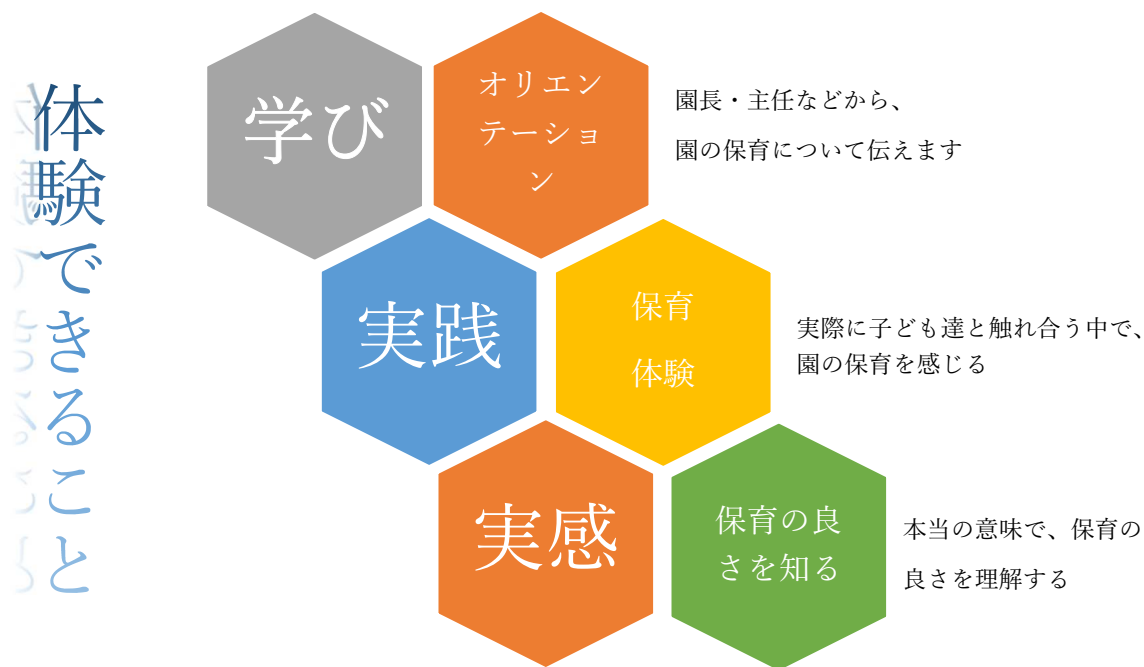 体験できること
学び
オリエン
テーショ
ン
園長・主任などから、
園の保育について伝えます
実践
保育
体験
実際に子ども達と触れ合う中で、
園の保育を感じる
実感
保育の良
さを知る
本当の意味で、保育の
良さを理解する